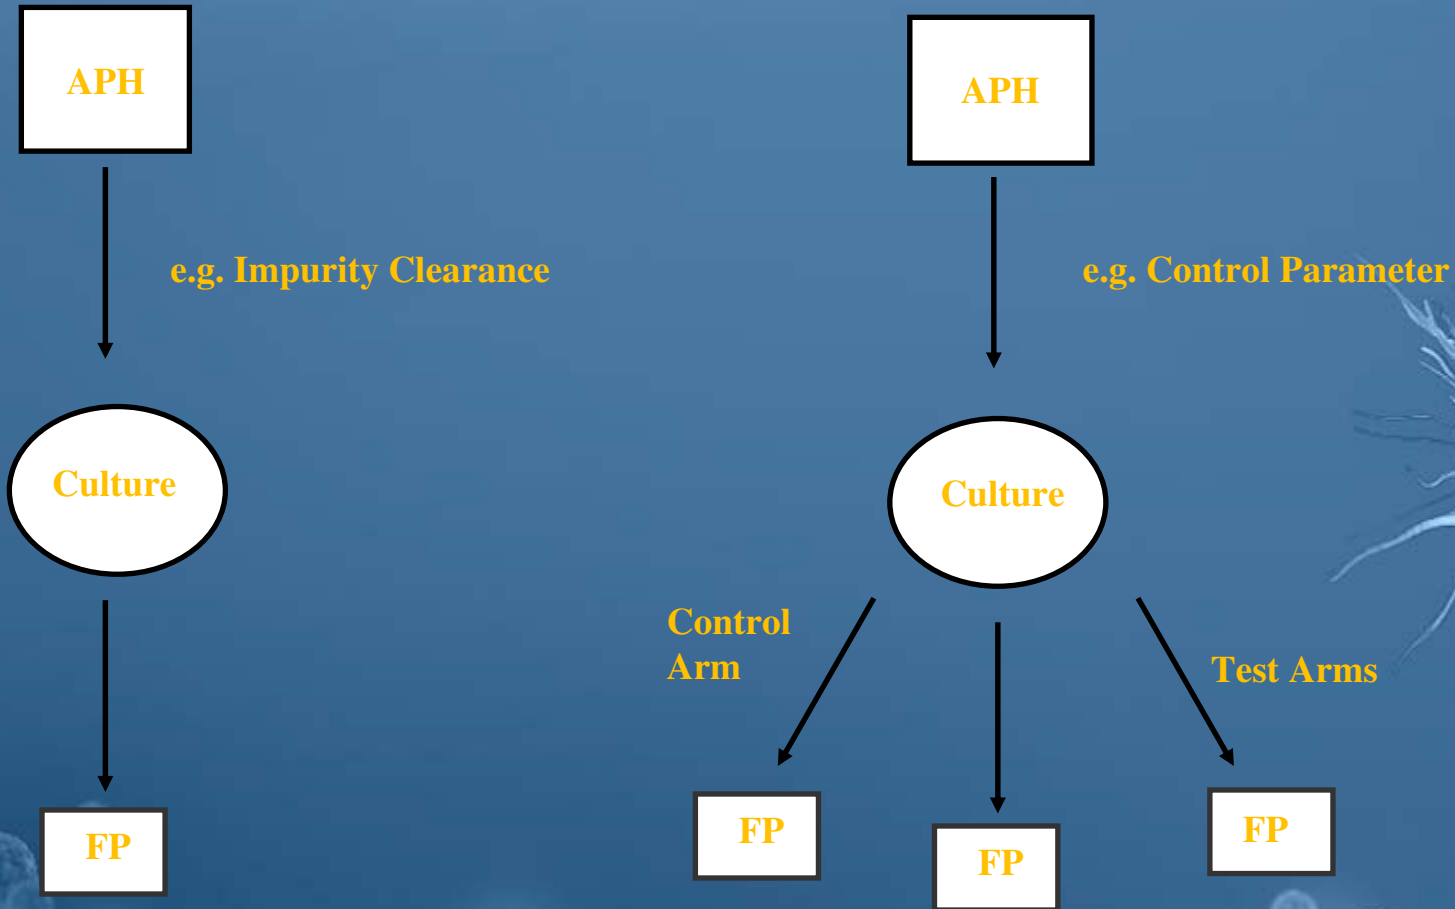 APH
e.g. Impurity Clearance
Culture
FP
APH
e.g. Control Parameter
Culture
Control
Arm
Test Arms
FP
FP
FP